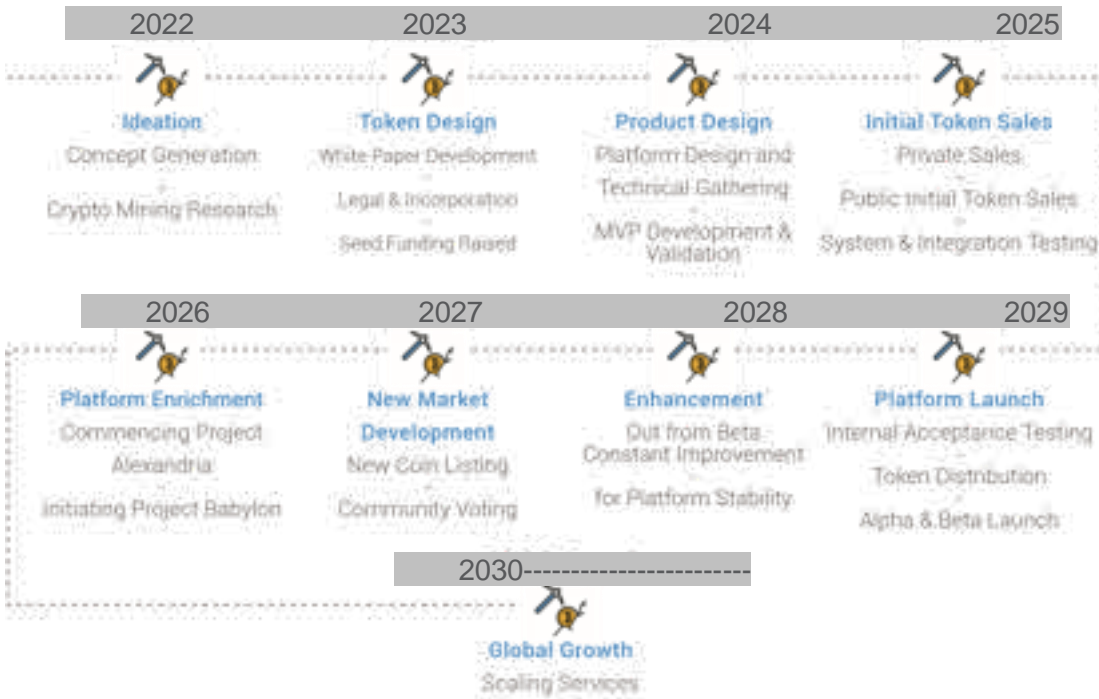 2022 2023 2024 2025
Ideation
Concept Generation
Crypto Mining Research
Token Design
White Paper Development
Legal & Incorporation
Seed Funding Raised
Product Design
Platform Design and
Technical Gathering
MVP Development &
Validation
Initial Token Sales
Private Sales
Public Initial Token Sales
System & Integration Testing
2026 2027 2028 2029
Platform Enrichment
Commencing Project
Alexandria
Initiating Project Babylon
New Market
Development
New Coin Listing
Community Voting
Enhancement
Out from Beta
Constant Improvement
for Platform Stability
Platform Launch
Internal Acceptance Testing
Token Distribution
Alpha & Beta Launch
2030-----------------------
Global Growth
Scaling Services